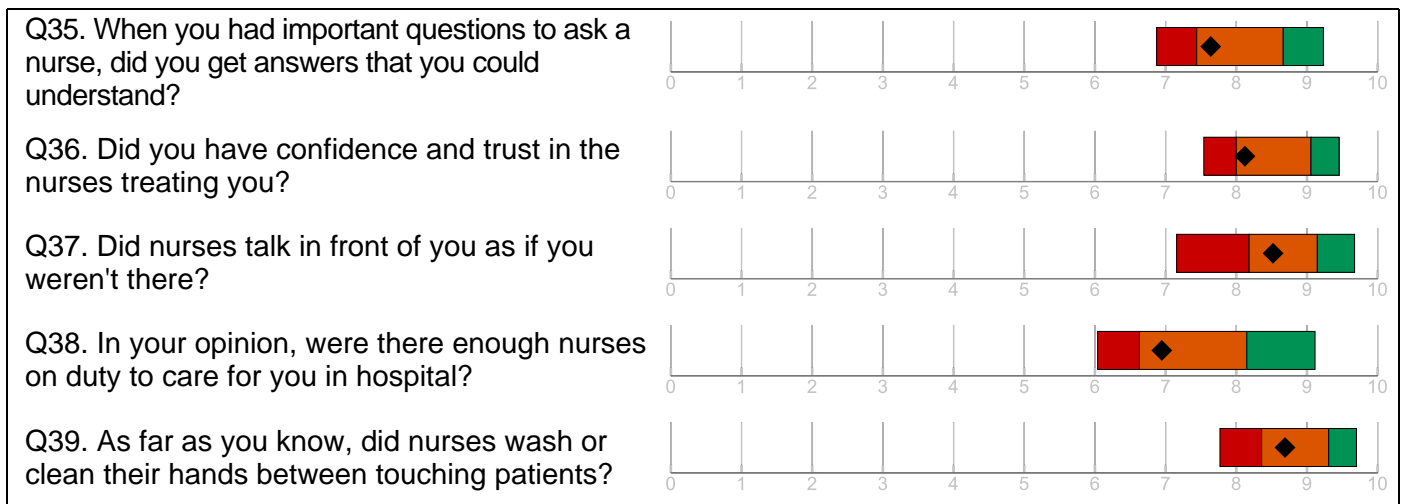 Q35. When you had important questions to ask a
nurse, did you get answers that you could
understand?
0 1 2 3 4 5 6 7 8 9 10
Q36. Did you have confidence and trust in the
nurses treating you?
0 1 2 3 4 5 6 7 8 9 10
Q37. Did nurses talk in front of you as if you
weren't there?
0 1 2 3 4 5 6 7 8 9 10
Q38. In your opinion, were there enough nurses
on duty to care for you in hospital?
0 1 2 3 4 5 6 7 8 9 10
Q39. As far as you know, did nurses wash or
clean their hands between touching patients?
0 1 2 3 4 5 6 7 8 9 10